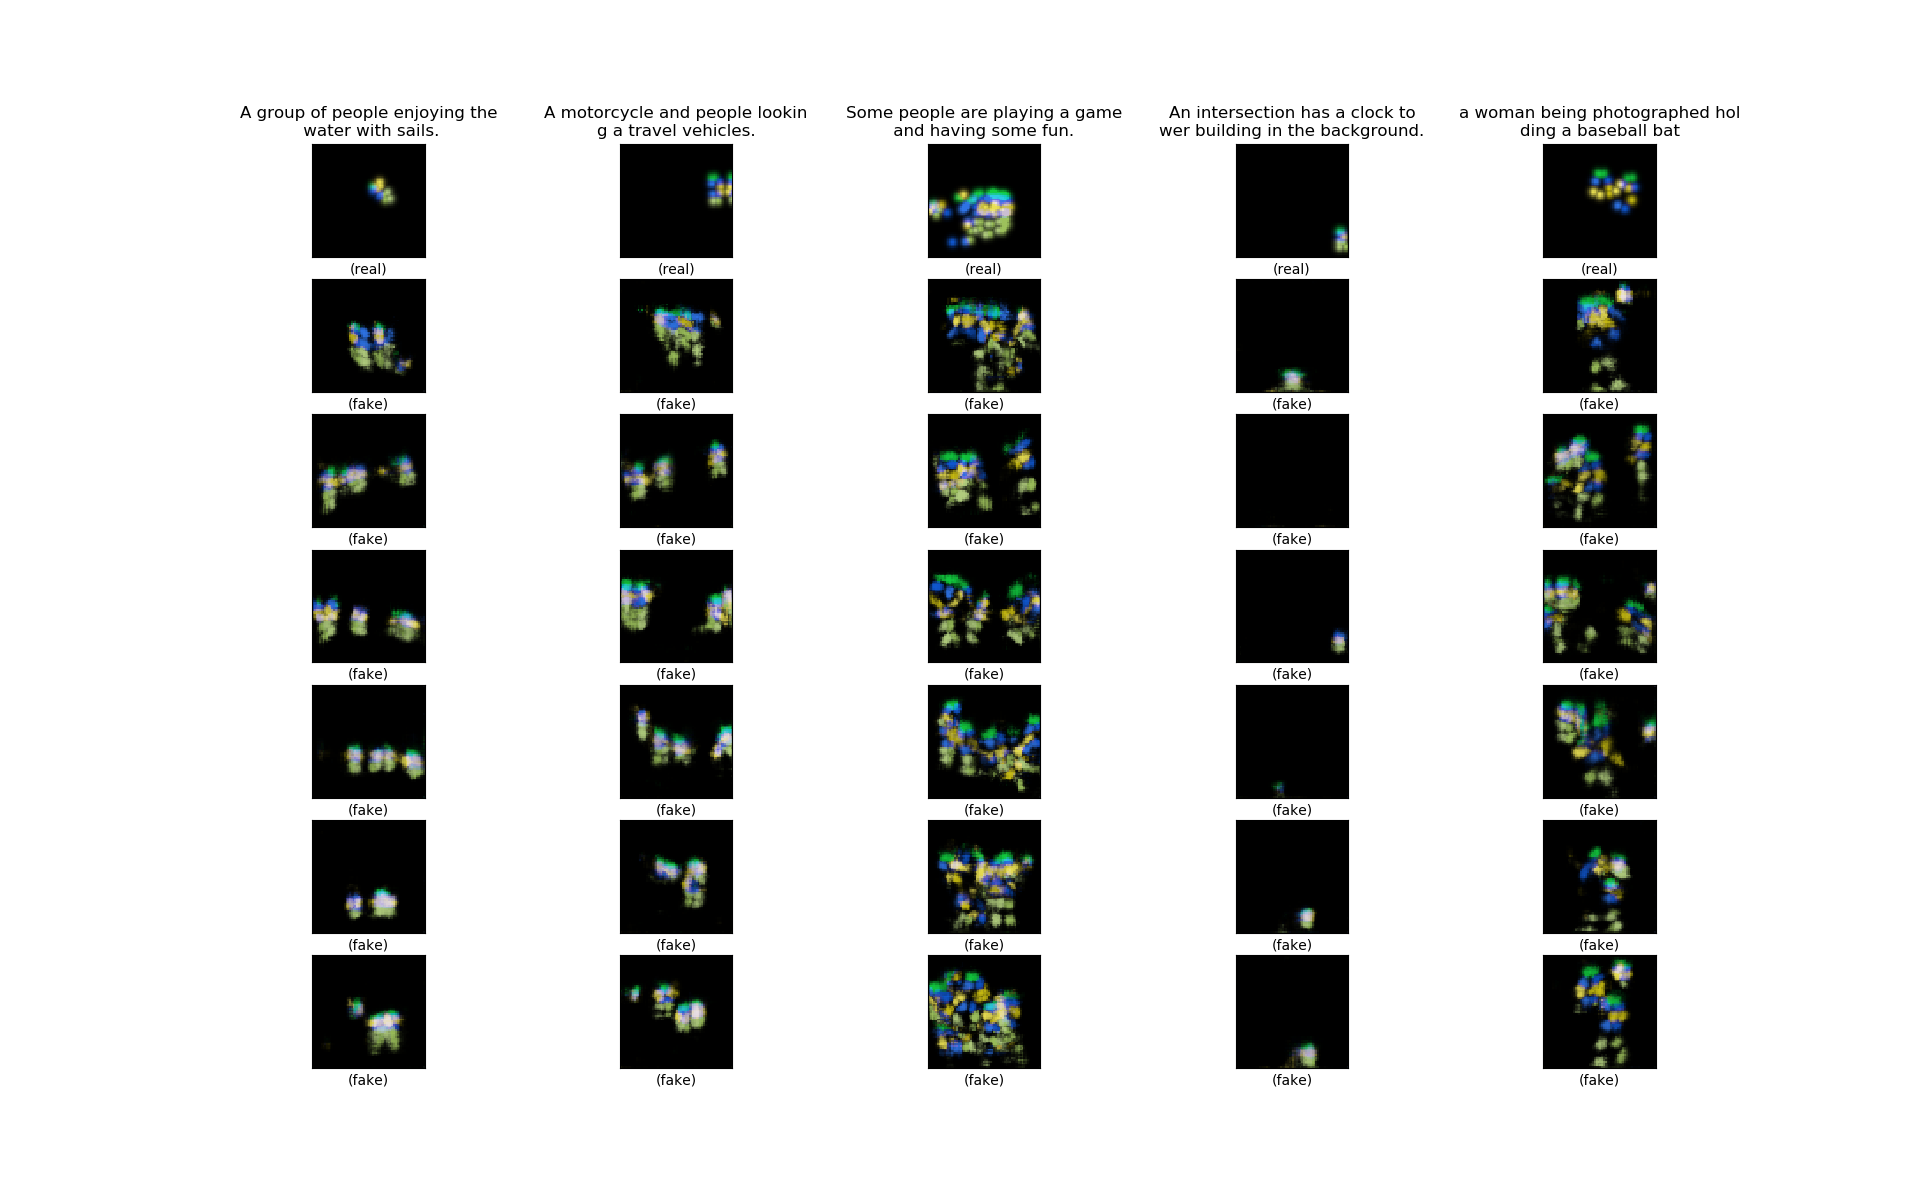 A group of people enjoying the
water with sails.
A motorcycle and people lookin
g a travel vehicles.
Some people are playing a game
and having some fun.
An intersection has a clock to
wer building in the background.
a woman being photographed hol
ding a baseball bat
(real) (real) (real) (real) (real)
(fake) (fake) (fake) (fake) (fake)
(fake) (fake) (fake) (fake) (fake)
(fake) (fake) (fake) (fake) (fake)
(fake) (fake) (fake) (fake) (fake)
(fake) (fake) (fake) (fake) (fake)
(fake) (fake) (fake) (fake) (fake)